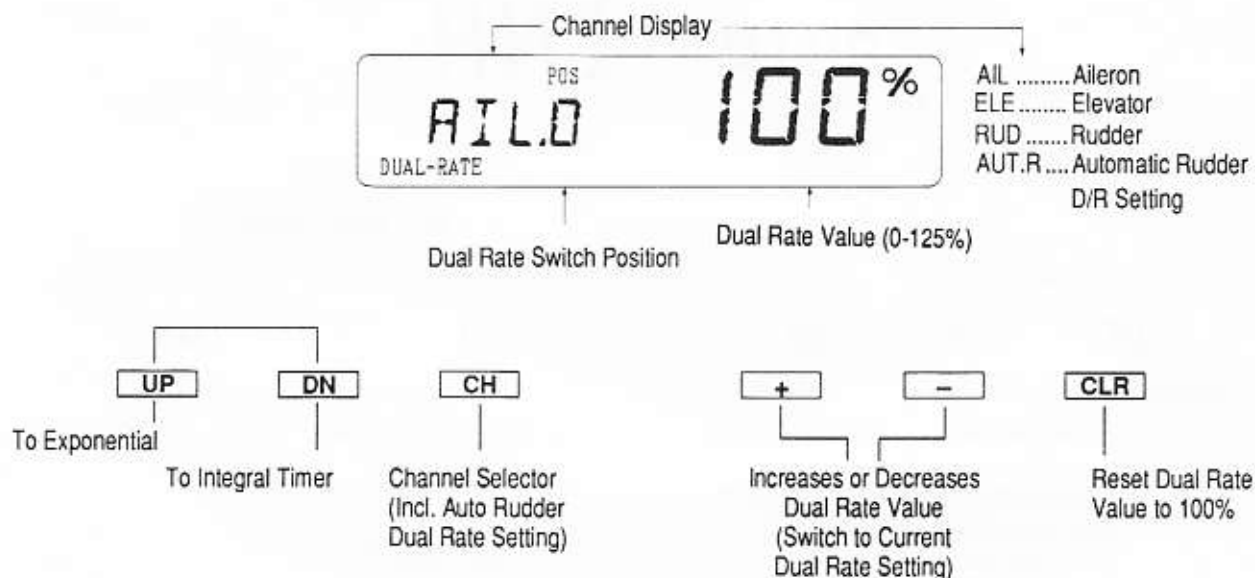 Channel Display
POS
AIL.0 100%
DUAL-RATE
AIL ......... Aileron
ELE ........ Elevator
RUD ....... Rudder
AUT.R .... Automatic Rudder
D/R Setting
Dual Rate Switch Position
Dual Rate Value (0-125%)
UP DN CH + – CLR
To Exponential
To Integral Timer
Channel Selector
(Incl. Auto Rudder
Dual Rate Setting)
Increases or Decreases
Dual Rate Value
(Switch to Current
Dual Rate Setting)
Reset Dual Rate
Value to 100%